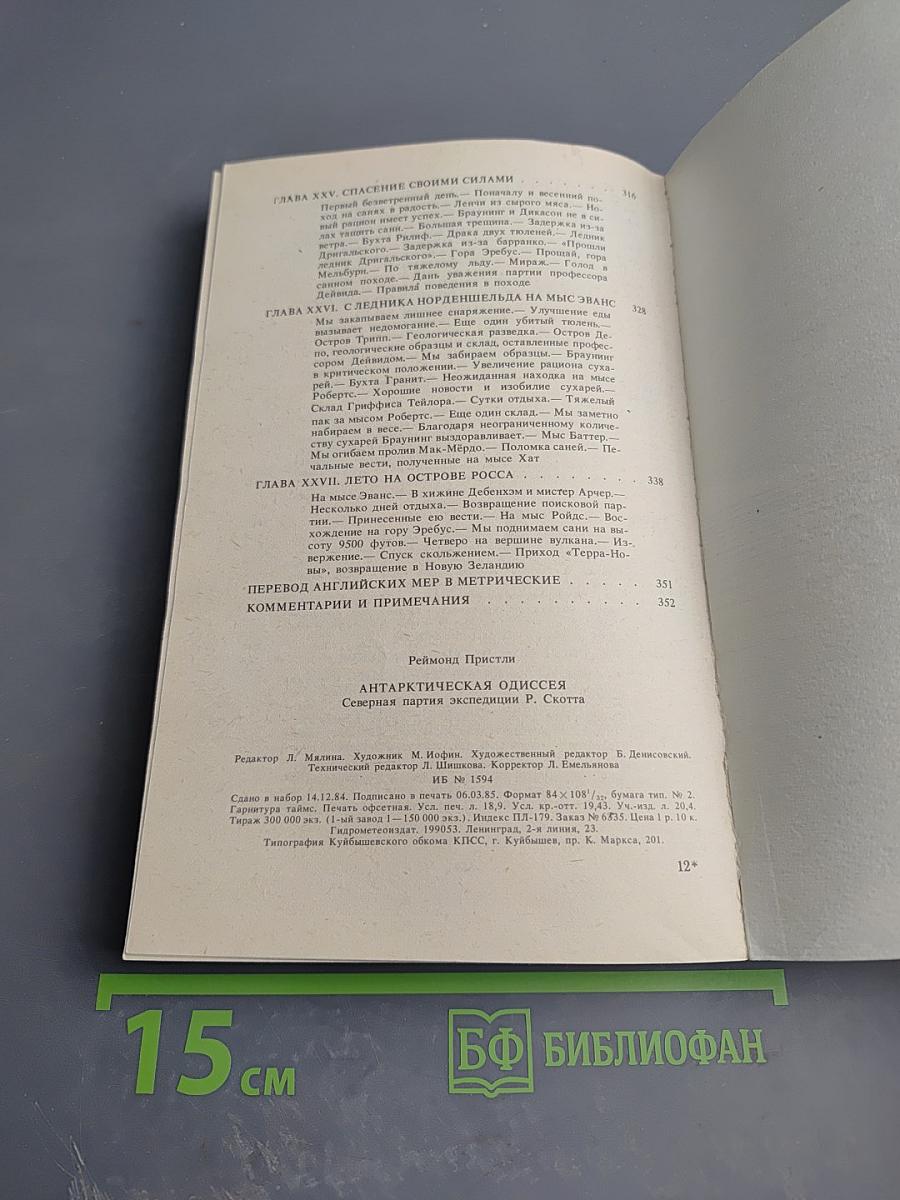 ГЛАВА XXV. СПАСЕНИЕ СВОИМИ СИЛАМИ . . . . . . . . 316
Первый безветренный день.— Поначалу и весенний по-
ход на санях в радость.— Ленчи из сырого мяса.— Но-
вый рацион имеет успех.— Браунинг и Дикасон не в си-
лах тащить сани.— Большая трещина.— Задержка из-за
ветра.— Бухта Рилиф.— Драка двух тюленей.— Ледник
Дригальского.— Задержка из-за барранко.— «Прошли
ледник Дригальского».— Гора Эребус.— Прощай, гора
Мельбурн.— По тяжелому льду.— Мираж.— Голод в
санном походе.— Дань уважения партии профессора
Дейвида.— Правила поведения в походе
ГЛАВА XXVI. С ЛЕДНИКА НОРДЕНШЕЛЬДА НА МЫС ЭВАНС 328
Мы закапываем лишнее снаряжение.— Улучшение еды
вызывает недомогание.— Еще один убитый тюлень.—
Остров Трипп.— Геологическая разведка.— Остров Де-
по, геологические образцы и склад, оставленные профес-
сором Дейвидом.— Мы забираем образцы.— Браунинг
в критическом положении.— Увеличение рациона суха-
рей.— Бухта Гранит.— Неожиданная находка на мысе
Робертс.— Хорошие новости и изобилие сухарей.—
Склад Гриффиса Тейлора.— Сутки отдыха.— Тяжелый
пак за мысом Робертс.— Еще один склад.— Мы заметно
набираем в весе.— Благодаря неограниченному количе-
ству сухарей Браунинг выздоравливает.— Мыс Баттер.—
Мы огибаем пролив Мак-Мёрдо.— Поломка саней.— Пе-
чальные вести, полученные на мысе Хат
ГЛАВА XXVII. ЛЕТО НА ОСТРОВЕ РОССА . . . . . . . . 338
На мысе Эванс.— В хижине Дебенхэм и мистер Арчер.—
Несколько дней отдыха.— Возвращение поисковой пар-
тии.— Принесенные ею вести.— На мыс Ройдс.— Вос-
хождение на гору Эребус.— Мы поднимаем сани на вы-
соту 9500 футов.— Четверо на вершине вулкана.— Из-
вержение.— Спуск скольжением.— Приход «Терра-Но-
вы», возвращение в Новую Зеландию
ПЕРЕВОД АНГЛИЙСКИХ МЕР В МЕТРИЧЕСКИЕ . . . . . 351
КОММЕНТАРИИ И ПРИМЕЧАНИЯ . . . . . . . . . . 352
Реймонд Пристли
АНТАРКТИЧЕСКАЯ ОДИССЕЯ
Северная партия экспедиции Р. Скотта
Редактор Л. Мялина. Художник М. Иофин. Художественный редактор Б. Денисовский.
Технический редактор Л. Шишкова. Корректор Л. Емельянова
ИБ № 1594
Сдано в набор 14.12.84. Подписано в печать 06.03.85. Формат 84×108¹/₃₂, бумага тип. № 2.
Гарнитура таймс. Печать офсетная. Усл. печ. л. 18,9. Усл. кр.-отт. 19,43. Уч.-изд. л. 20,4.
Тираж 300 000 экз. (1-ый завод 1—150 000 экз.). Индекс ПЛ-179. Заказ № 6835. Цена 1 р. 10 к.
Гидрометеоиздат. 199053. Ленинград, 2-я линия, 23.
Типография Куйбышевского обкома КПСС, г. Куйбышев, пр. К. Маркса, 201.
12*
15 см
БФ БИБЛИОФАН